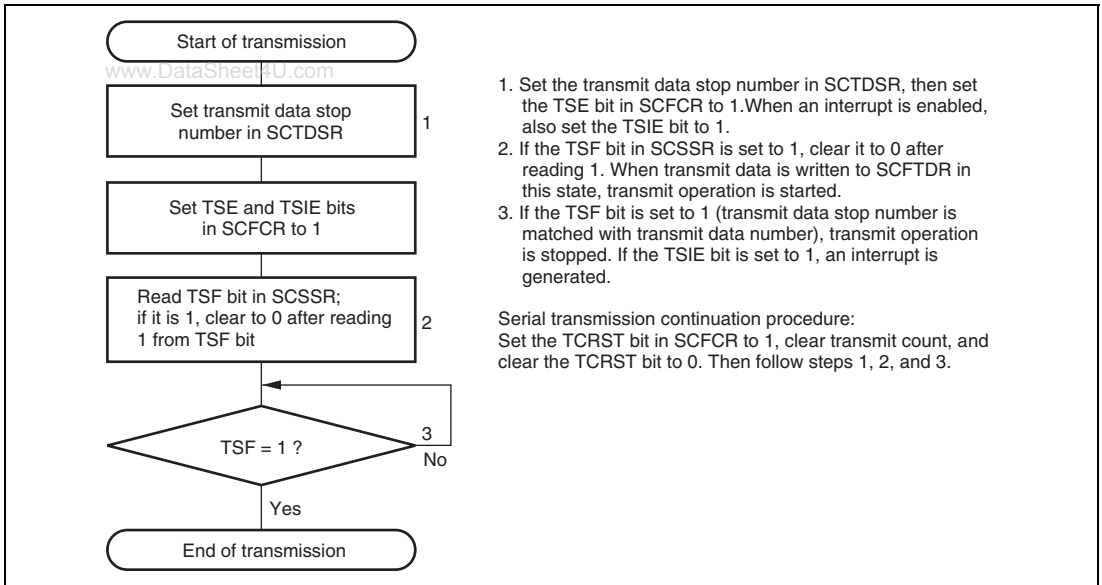 Start of transmission
www.DataSheet4U.com
Set transmit data stop
number in SCTDSR
1
Set TSE and TSIE bits
in SCFCR to 1
Read TSF bit in SCSSR;
if it is 1, clear to 0 after reading
1 from TSF bit
2
TSF = 1 ?
3
No
Yes
End of transmission
1. Set the transmit data stop number in SCTDSR, then set
the TSE bit in SCFCR to 1.When an interrupt is enabled,
also set the TSIE bit to 1.
2. If the TSF bit in SCSSR is set to 1, clear it to 0 after
reading 1. When transmit data is written to SCFTDR in
this state, transmit operation is started.
3. If the TSF bit is set to 1 (transmit data stop number is
matched with transmit data number), transmit operation
is stopped. If the TSIE bit is set to 1, an interrupt is
generated.
Serial transmission continuation procedure:
Set the TCRST bit in SCFCR to 1, clear transmit count, and
clear the TCRST bit to 0. Then follow steps 1, 2, and 3.